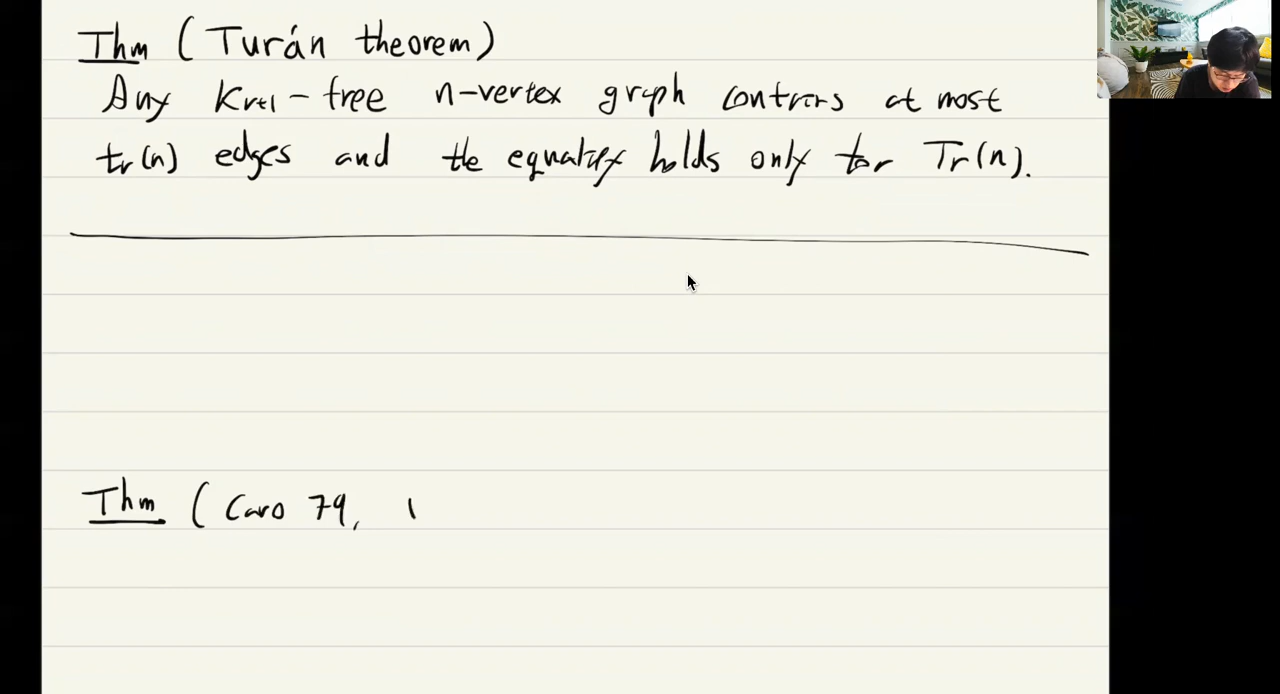 Thm (Turán theorem)
Any Kr+1-free n-vertex graph contains at most
tr(n) edges and the equality holds only for Tr(n).
Thm (Caro 79,